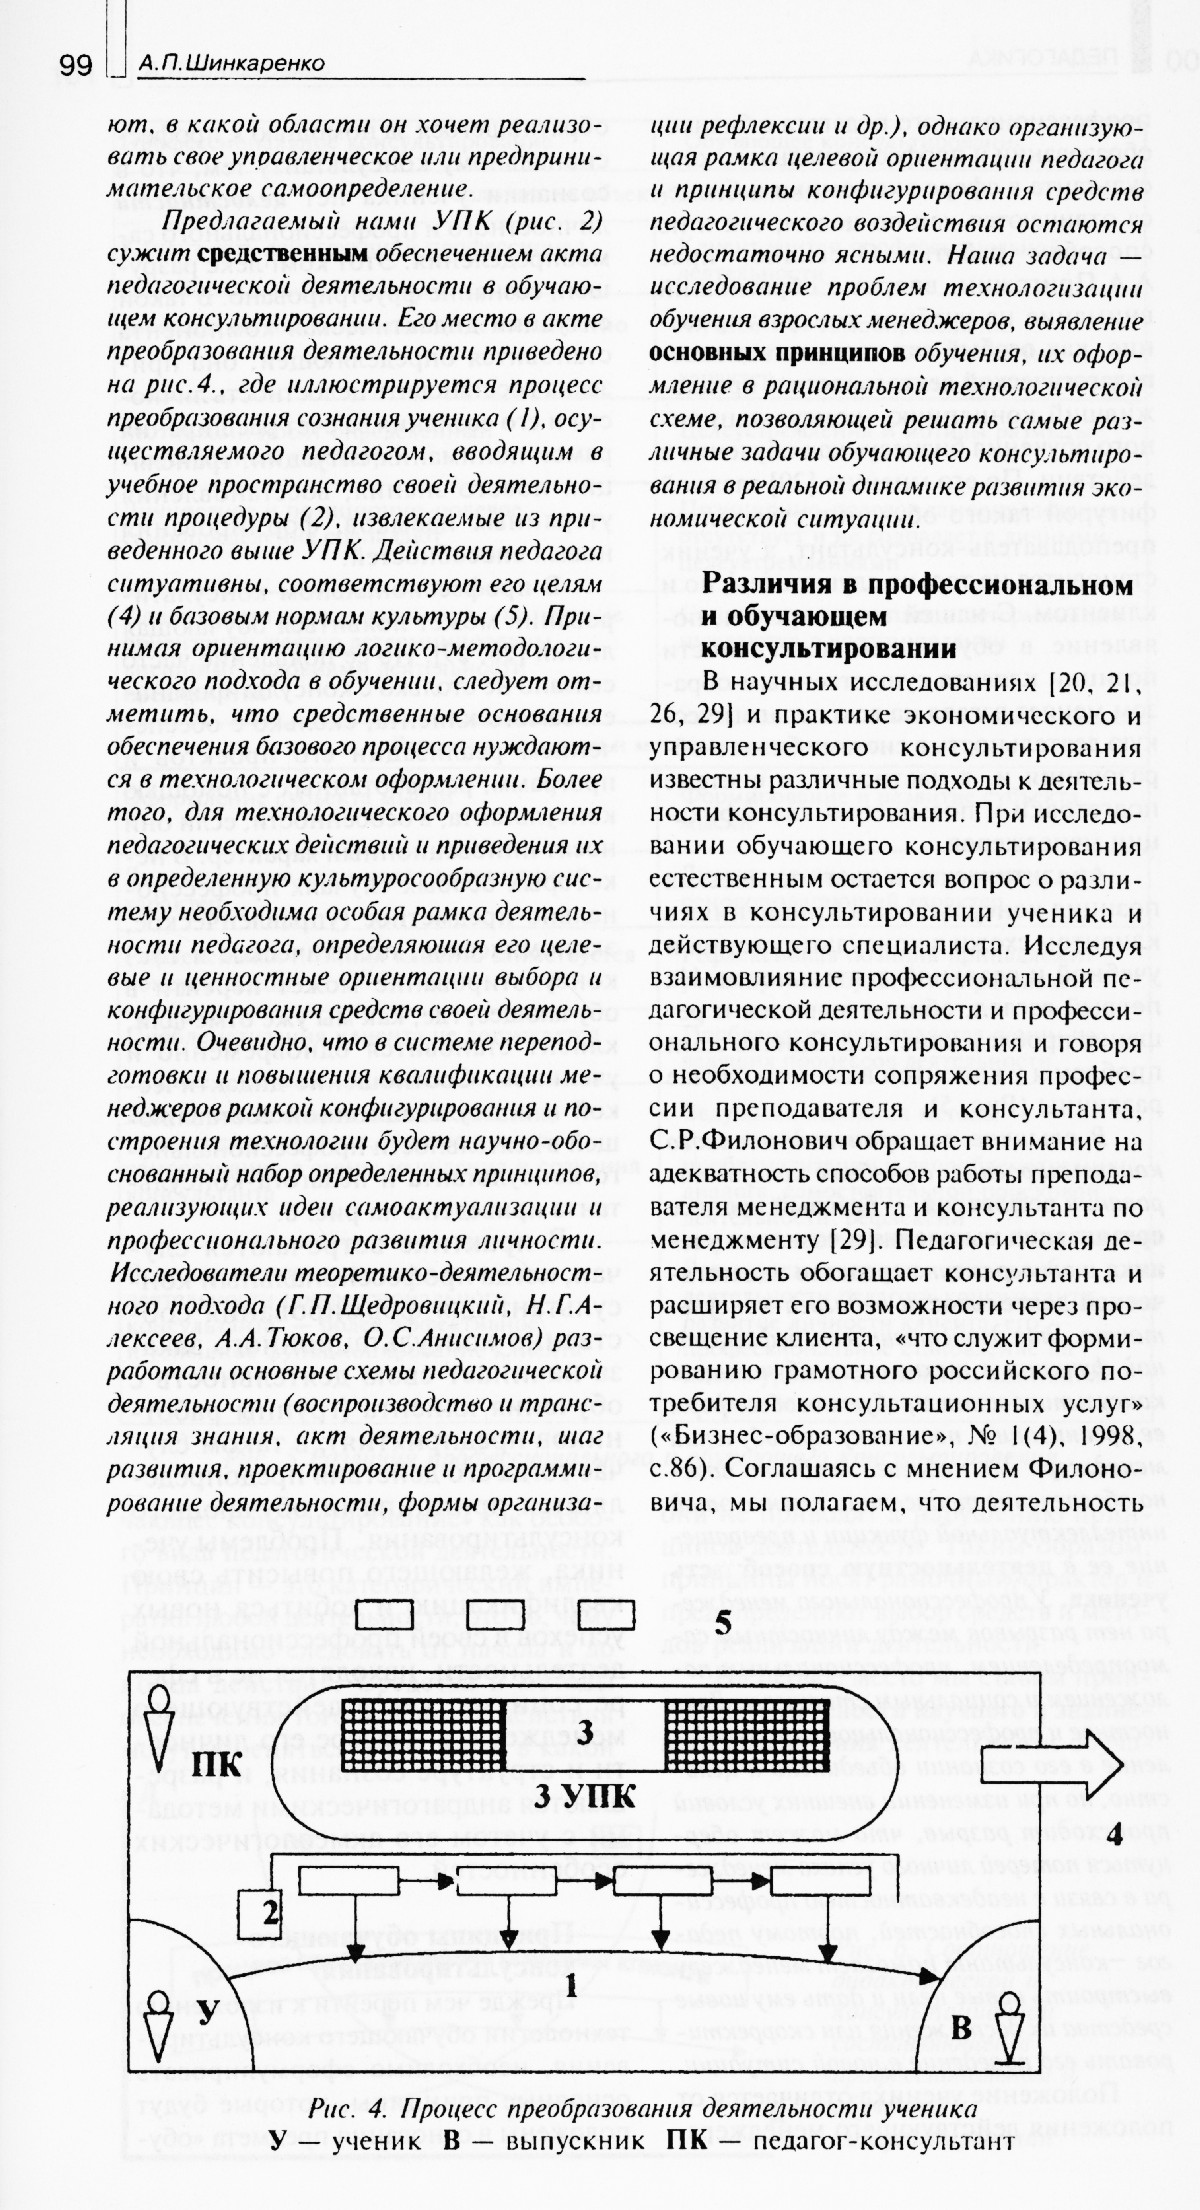 99
А.П.Шинкаренко
ют, в какой области он хочет реализо-
вать свое управленческое или предприни-
мательское самоопределение.
Предлагаемый нами УПК (рис. 2)
сужит средственным обеспечением акта
педагогической деятельности в обучаю-
щем консультировании. Его место в акте
преобразования деятельности приведено
на рис.4., где иллюстрируется процесс
преобразования сознания ученика (1), осу-
ществляемого педагогом, вводящим в
учебное пространство своей деятельно-
сти процедуры (2), извлекаемые из при-
веденного выше УПК. Действия педагога
ситуативны, соответствуют его целям
(4) и базовым нормам культуры (5). При-
нимая ориентацию логико-методологи-
ческого подхода в обучении, следует от-
метить, что средственные основания
обеспечения базового процесса нуждают-
ся в технологическом оформлении. Более
того, для технологического оформления
педагогических действий и приведения их
в определенную культуросообразную сис-
тему необходима особая рамка деятель-
ности педагога, определяющая его целе-
вые и ценностные ориентации выбора и
конфигурирования средств своей деятель-
ности. Очевидно, что в системе перепод-
готовки и повышения квалификации ме-
неджеров рамкой конфигурирования и по-
строения технологии будет научно-обо-
снованный набор определенных принципов,
реализующих идеи самоактуализации и
профессионального развития личности.
Исследователи теоретико-деятельност-
ного подхода (Г.П.Щедровицкий, Н.Г.А-
лексеев, А.А.Тюков, О.С.Анисимов) раз-
работали основные схемы педагогической
деятельности (воспроизводство и транс-
ляция знания, акт деятельности, шаг
развития, проектирование и программи-
рование деятельности, формы организа-
ции рефлексии и др.), однако организую-
щая рамка целевой ориентации педагога
и принципы конфигурирования средств
педагогического воздействия остаются
недостаточно ясными. Наша задача —
исследование проблем технологизации
обучения взрослых менеджеров, выявление
основных принципов обучения, их офор-
мление в рациональной технологической
схеме, позволяющей решать самые раз-
личные задачи обучающего консультиро-
вания в реальной динамике развития эко-
номической ситуации.
Различия в профессиональном
и обучающем
консультировании
В научных исследованиях [20, 21,
26, 29] и практике экономического и
управленческого консультирования
известны различные подходы к деятель-
ности консультирования. При исследо-
вании обучающего консультирования
естественным остается вопрос о разли-
чиях в консультировании ученика и
действующего специалиста. Исследуя
взаимовлияние профессиональной пе-
дагогической деятельности и професси-
онального консультирования и говоря
о необходимости сопряжения профес-
сии преподавателя и консультанта,
С.Р.Филонович обращает внимание на
адекватность способов работы препода-
вателя менеджмента и консультанта по
менеджменту [29]. Педагогическая де-
ятельность обогащает консультанта и
расширяет его возможности через про-
свещение клиента, «что служит форми-
рованию грамотного российского по-
требителя консультационных услуг»
(«Бизнес-образование», № 1(4), 1998,
с.86). Соглашаясь с мнением Филоно-
вича, мы полагаем, что деятельность
5
ПК
3
3 УПК
4
2
1
У
В
Рис. 4. Процесс преобразования деятельности ученика
У — ученик В — выпускник ПК — педагог-консультант